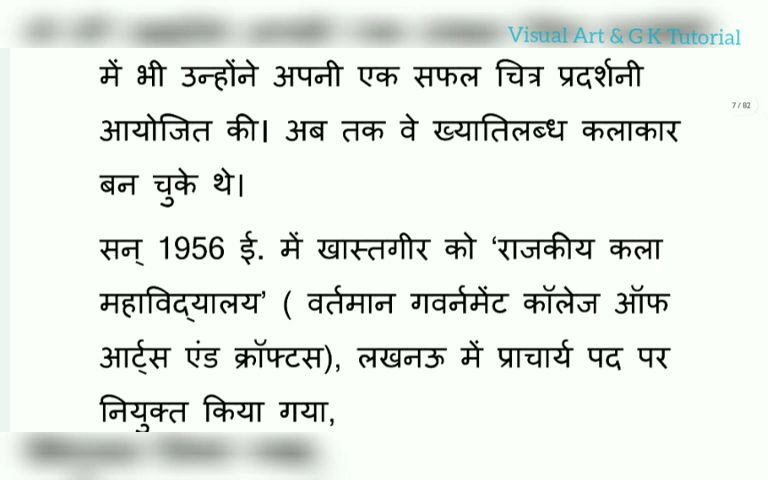 Visual Art & G K Tutorial
में भी उन्होंने अपनी एक सफल चित्र प्रदर्शनी
7 / 82
आयोजित की। अब तक वे ख्यातिलब्ध कलाकार
बन चुके थे।
सन् 1956 ई. में खास्तगीर को ‘राजकीय कला
महाविद्यालय’ ( वर्तमान गवर्नमेंट कॉलेज ऑफ
आर्ट्स एंड क्रॉफ्टस), लखनऊ में प्राचार्य पद पर
नियुक्त किया गया,